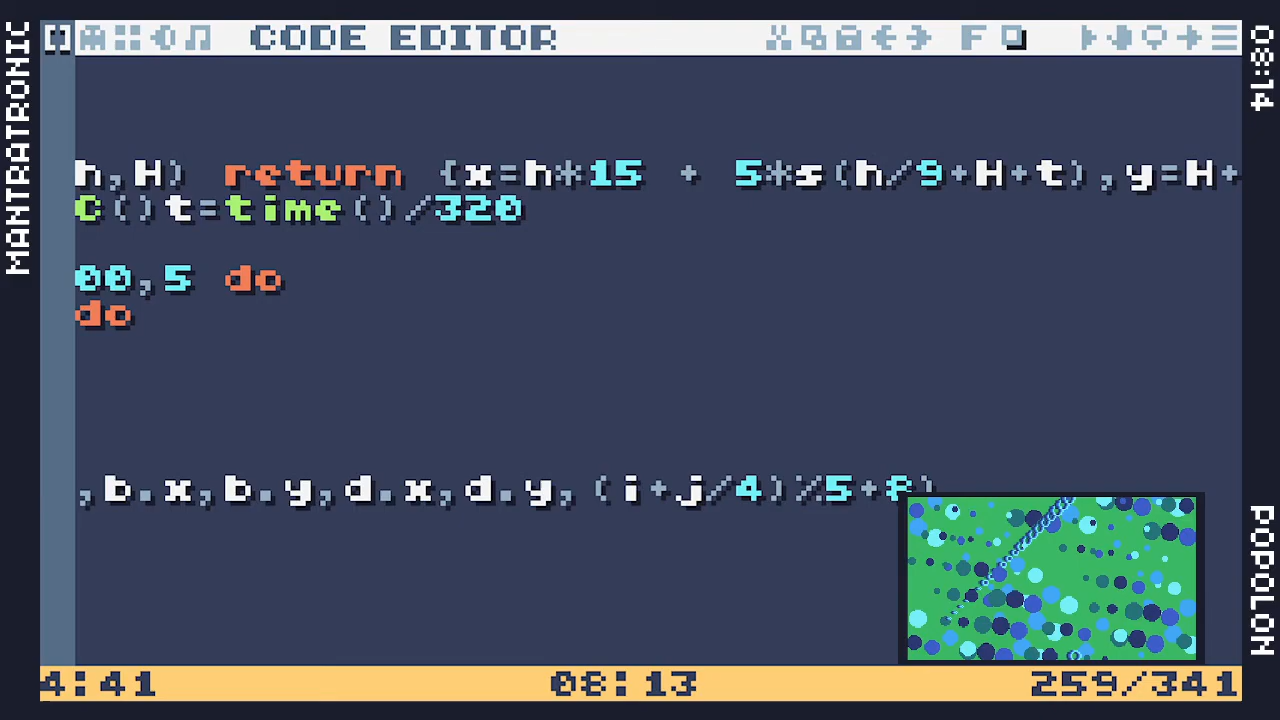 MANTRATRONIC
CODE EDITOR
F
08:14
h,H) return {x=h*15 + 5*s(h/9+H+t),y=H+
C()t=time()/320
00,5 do
do
,b.x,b.y,d.x,d.y,(i+j/4)%5+8)
POPOLON
4:41
08:13
259/341